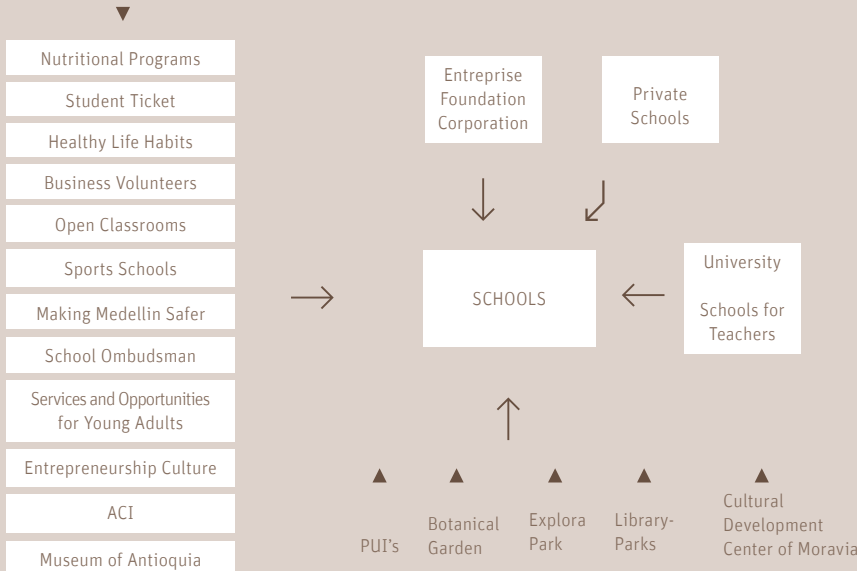 Nutritional Programs
Student Ticket
Healthy Life Habits
Business Volunteers
Open Classrooms
Sports Schools
Making Medellin Safer
School Ombudsman
Services and Opportunities
for Young Adults
Entrepreneurship Culture
ACI
Museum of Antioquia
Entreprise
Foundation
Corporation
Private
Schools
SCHOOLS
University
Schools for
Teachers
PUI's
Botanical
Garden
Explora
Park
Library-
Parks
Cultural
Development
Center of Moravia